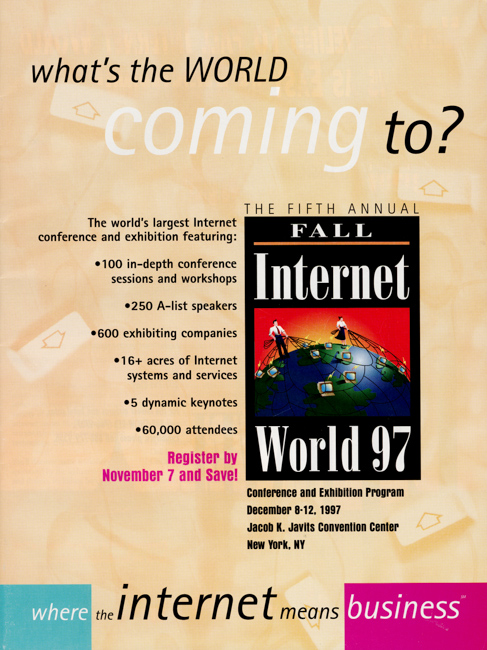 what's the WORLD
coming to?
THE FIFTH ANNUAL
FALL
Internet
World 97
The world's largest Internet
conference and exhibition featuring:
•100 in-depth conference
sessions and workshops
•250 A-list speakers
•600 exhibiting companies
•16+ acres of Internet
systems and services
•5 dynamic keynotes
•60,000 attendees
Register by
November 7 and Save!
Conference and Exhibition Program
December 8-12, 1997
Jacob K. Javits Convention Center
New York, NY
where the internet means business